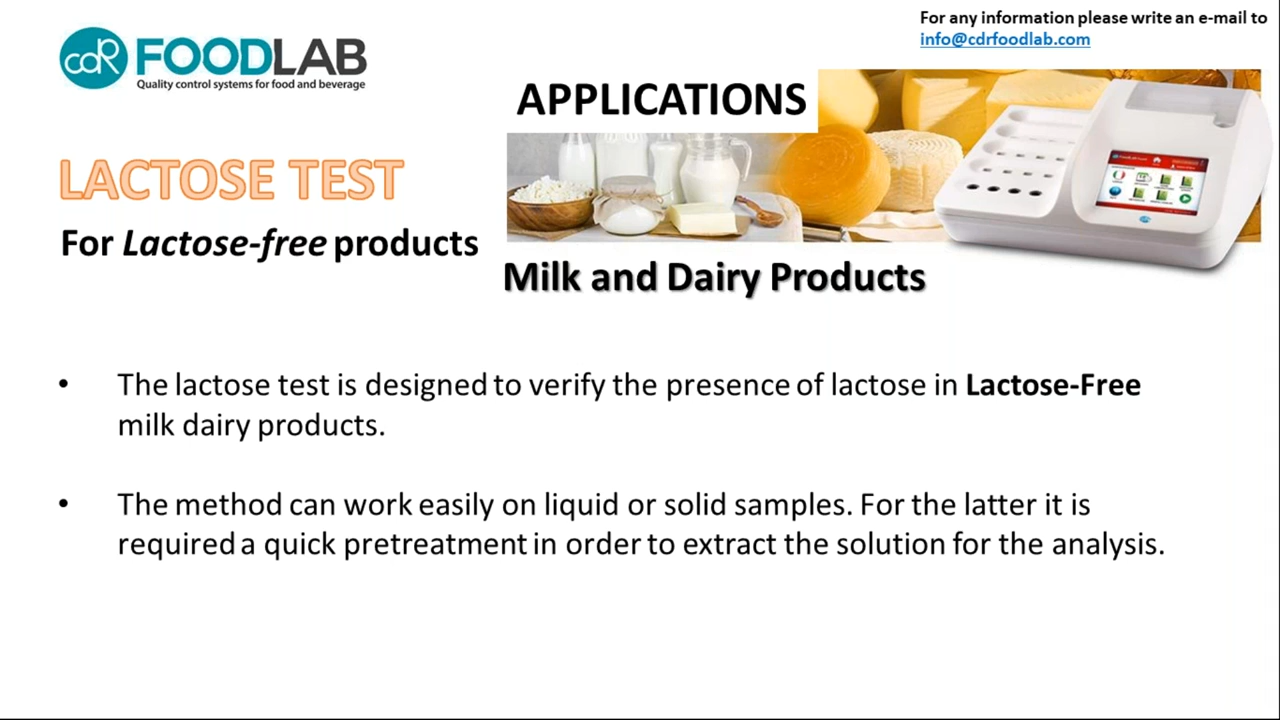 For any information please write an e-mail to
info@cdrfoodlab.com
cdR FOODLAB
Quality control systems for food and beverage
APPLICATIONS
LACTOSE TEST
For Lactose-free products
Milk and Dairy Products
• The lactose test is designed to verify the presence of lactose in Lactose-Free
milk dairy products.
• The method can work easily on liquid or solid samples. For the latter it is
required a quick pretreatment in order to extract the solution for the analysis.